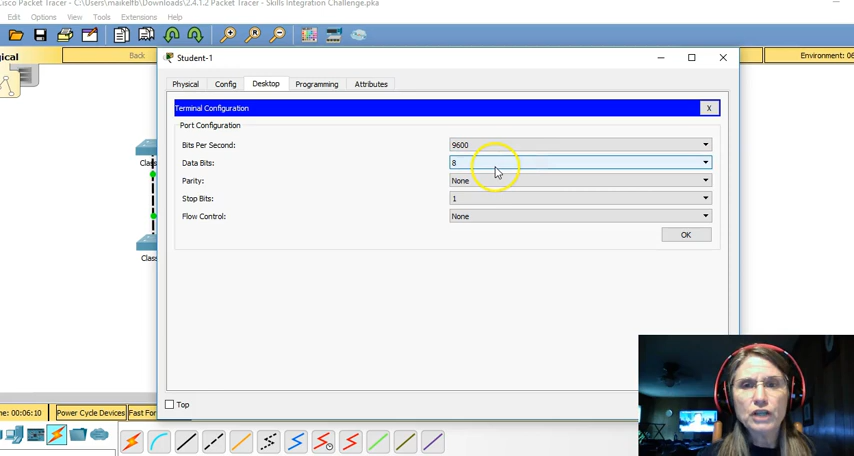 Cisco Packet Tracer - C:\Users\maikelfb\Downloads\2.4.1.2 Packet Tracer - Skills Integration Challenge.pka
Edit Options View Tools Extensions Help
gical Back Environment: 06
Student-1
Physical Config Desktop Programming Attributes
Terminal Configuration X
Port Configuration
Bits Per Second: 9600
Data Bits: 8
Parity: None
Stop Bits: 1
Flow Control: None
OK
Class
Class
Top
me: 00:06:10 Power Cycle Devices Fast For